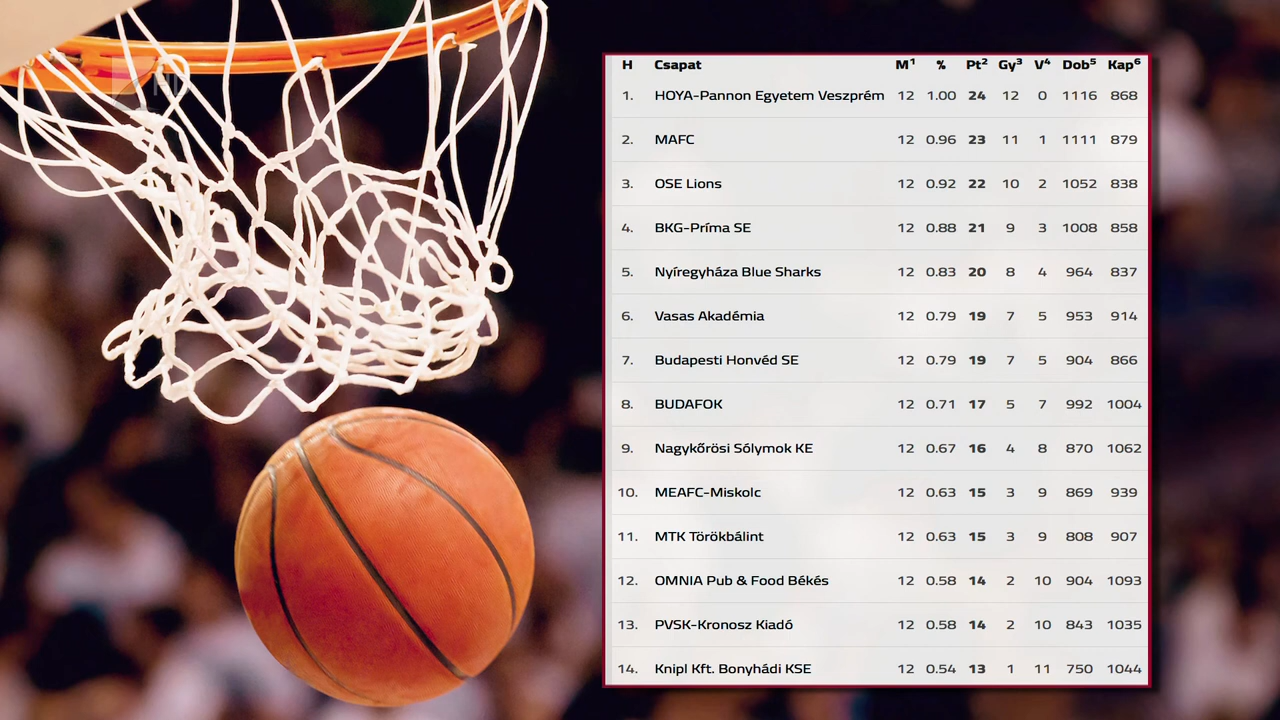 HD
H Csapat M¹ % Pt² Gy³ V⁴ Dob⁵ Kap⁶
1. HOYA-Pannon Egyetem Veszprém 12 1.00 24 12 0 1116 868
2. MAFC 12 0.96 23 11 1 1111 879
3. OSE Lions 12 0.92 22 10 2 1052 838
4. BKG-Príma SE 12 0.88 21 9 3 1008 858
5. Nyíregyháza Blue Sharks 12 0.83 20 8 4 964 837
6. Vasas Akadémia 12 0.79 19 7 5 953 914
7. Budapesti Honvéd SE 12 0.79 19 7 5 904 866
8. BUDAFOK 12 0.71 17 5 7 992 1004
9. Nagykőrösi Sólymok KE 12 0.67 16 4 8 870 1062
10. MEAFC-Miskolc 12 0.63 15 3 9 869 939
11. MTK Törökbálint 12 0.63 15 3 9 808 907
12. OMNIA Pub & Food Békés 12 0.58 14 2 10 904 1093
13. PVSK-Kronosz Kiadó 12 0.58 14 2 10 843 1035
14. Knipl Kft. Bonyhádi KSE 12 0.54 13 1 11 750 1044